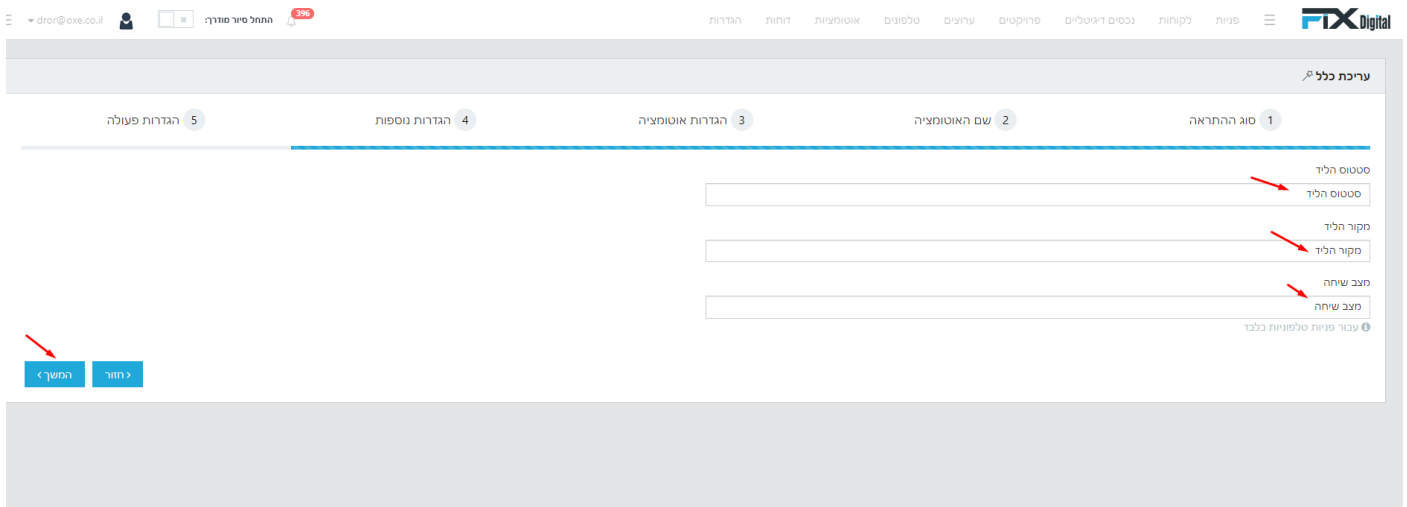 FIX Digital ☰ פניות לקוחות נכסים דיגיטליים פרויקטים ערוצים טלפונים אוטומציות דוחות הגדרות 396 התחל סיור מודרך: dror@oxe.co.il
עריכת כלל
1 סוג ההתראה 2 שם האוטומציה 3 הגדרות אוטומציה 4 הגדרות נוספות 5 הגדרות פעולה
סטטוס הליד
סטטוס הליד
מקור הליד
מקור הליד
מצב שיחה
מצב שיחה
עבור פניות טלפוניות בלבד
‹ חזור המשך ›